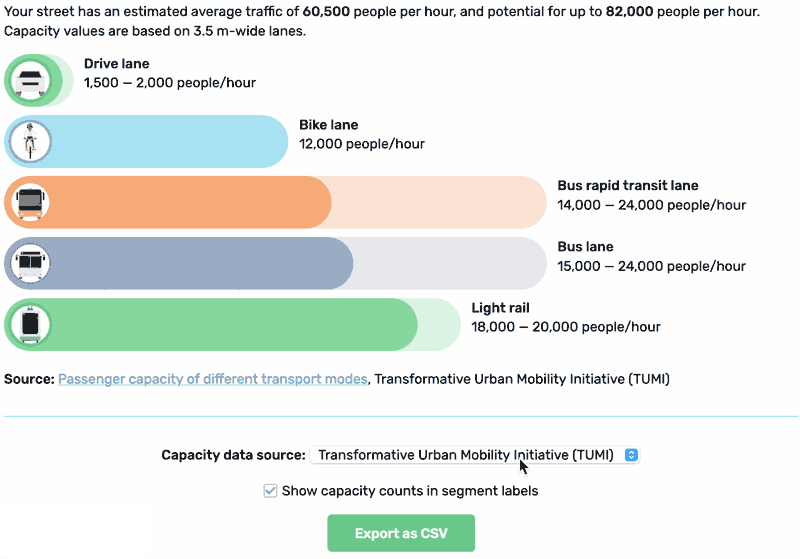 Your street has an estimated average traffic of 60,500 people per hour, and potential for up to 82,000 people per hour.
Capacity values are based on 3.5 m-wide lanes.
Drive lane
1,500 – 2,000 people/hour
Bike lane
12,000 people/hour
Bus rapid transit lane
14,000 – 24,000 people/hour
Bus lane
15,000 – 24,000 people/hour
Light rail
18,000 – 20,000 people/hour
Source: Passenger capacity of different transport modes, Transformative Urban Mobility Initiative (TUMI)
Capacity data source: Transformative Urban Mobility Initiative (TUMI)
Show capacity counts in segment labels
Export as CSV